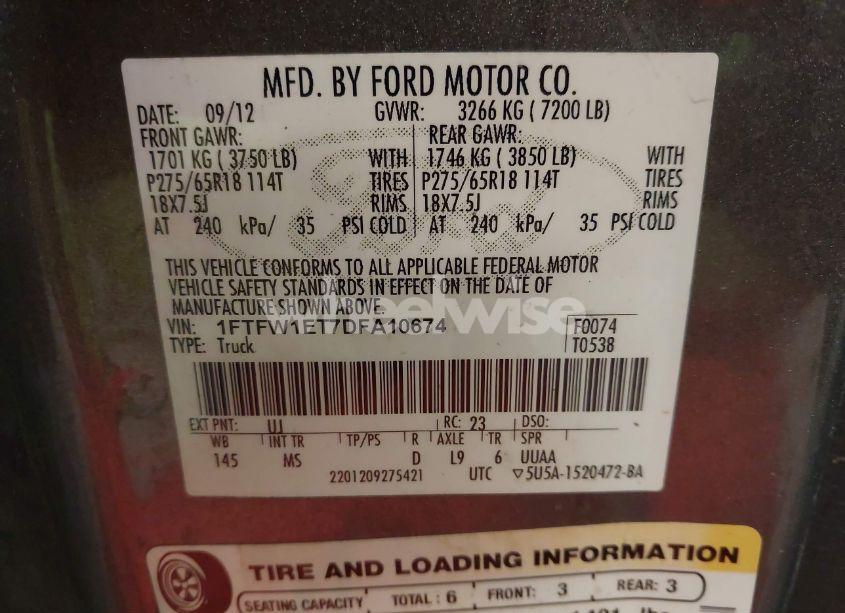 MFD. BY FORD MOTOR CO.
DATE: 09/12 GVWR: 3266 KG ( 7200 LB)
FRONT GAWR: REAR GAWR:
1701 KG ( 3750 LB) WITH 1746 KG ( 3850 LB) WITH
P275/65R18 114T TIRES P275/65R18 114T TIRES
18X7.5J RIMS 18X7.5J RIMS
AT 240 kPa/ 35 PSI COLD AT 240 kPa/ 35 PSI COLD
Ford
THIS VEHICLE CONFORMS TO ALL APPLICABLE FEDERAL MOTOR
VEHICLE SAFETY STANDARDS IN EFFECT ON THE DATE OF
MANUFACTURE SHOWN ABOVE.
VIN: 1FTFW1ET7DFA10674 F0074
TYPE: Truck T0538
EXT PNT: UJ RC: 23 DSO:
WB INT TR TP/PS R AXLE TR SPR
145 MS D L9 6 UUAA
2201209275421 UTC ▽5U5A-1520472-BA
TIRE AND LOADING INFORMATION
SEATING CAPACITY TOTAL : 6 FRONT: 3 REAR: 3